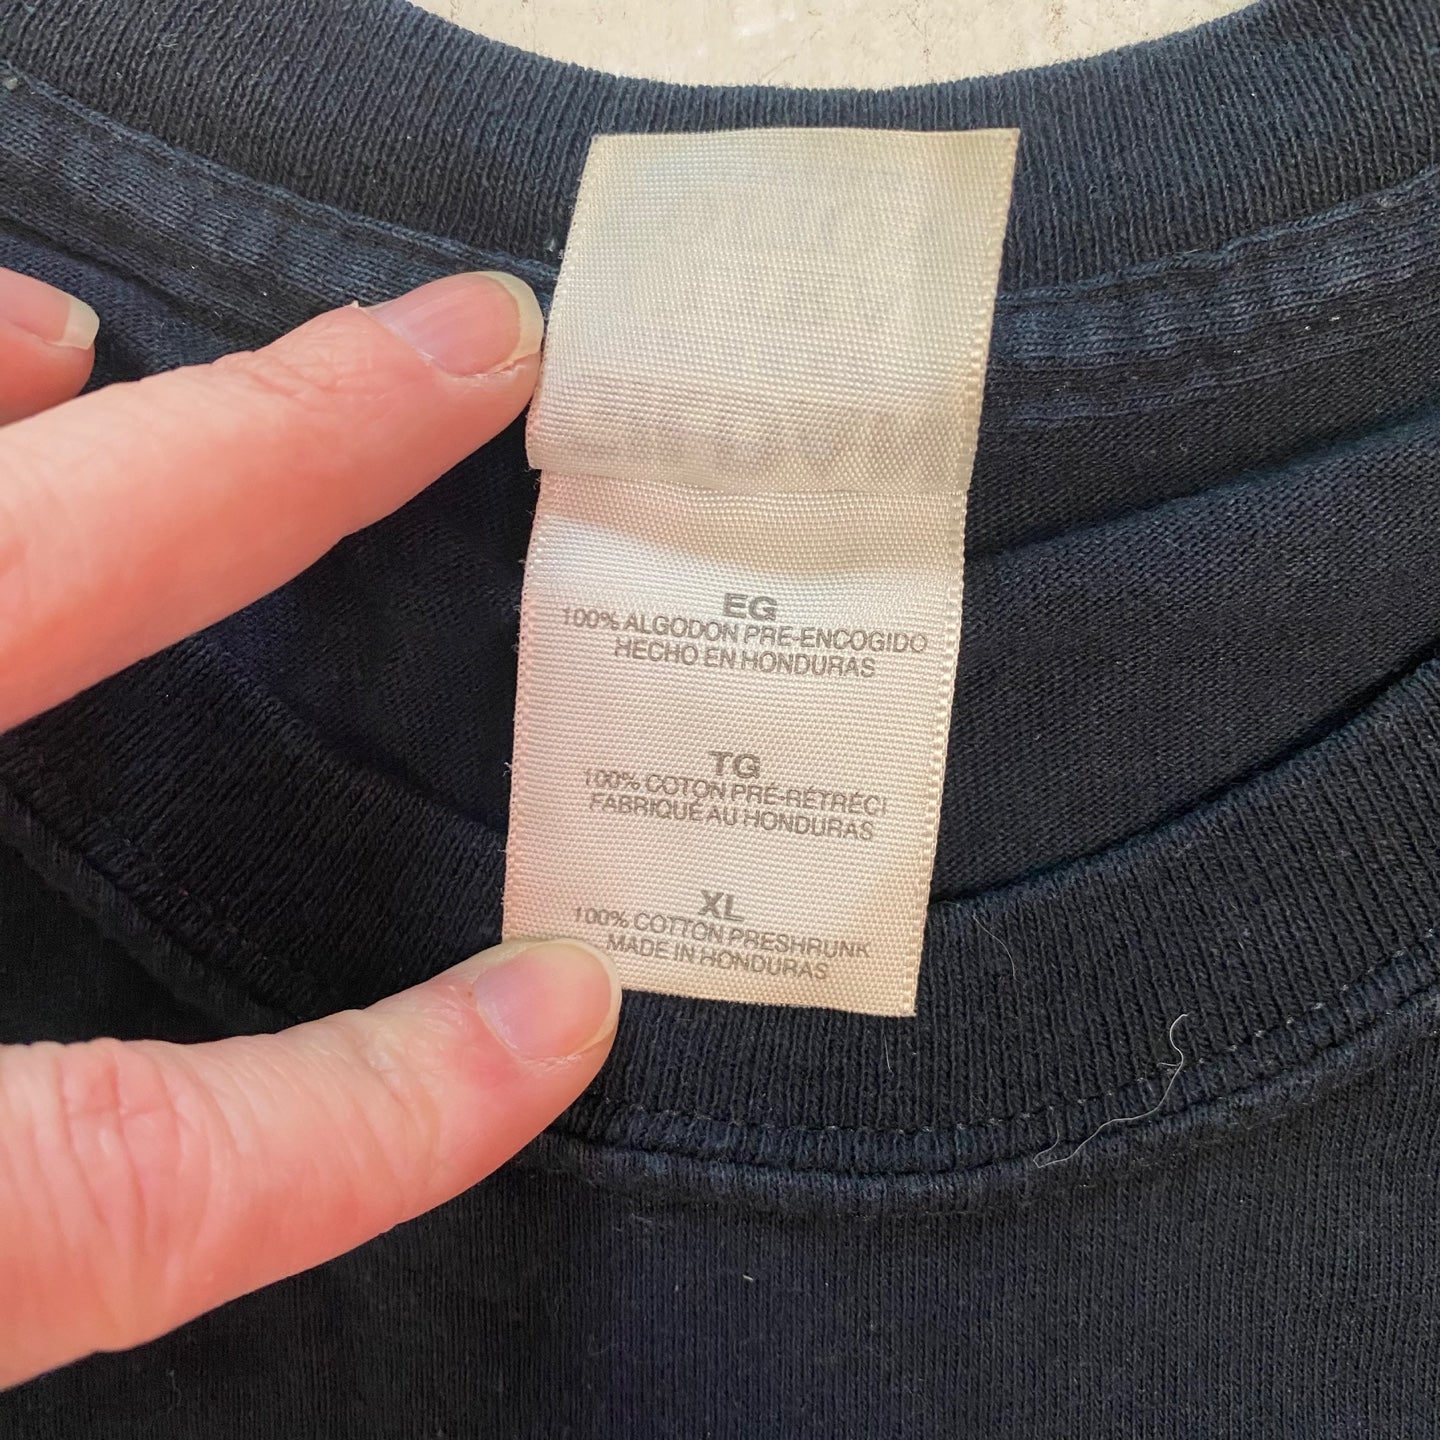 EG
100% ALGODON PRE-ENCOGIDO
HECHO EN HONDURAS
TG
100% COTON PRÉ-RÉTRÉCI
FABRIQUÉ AU HONDURAS
XL
100% COTTON PRESHRUNK
MADE IN HONDURAS